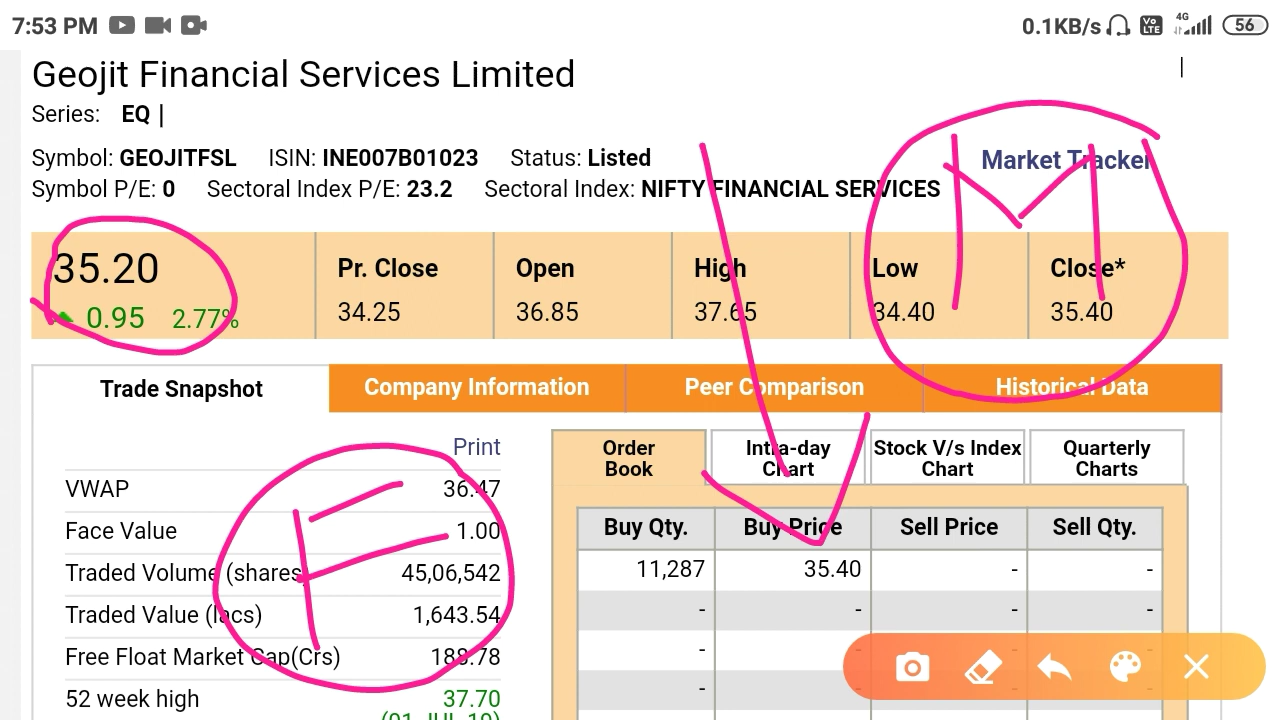 7:53 PM 0.1KB/s Vo LTE 4G 56
Geojit Financial Services Limited |
Series: EQ |
Symbol: GEOJITFSL ISIN: INE007B01023 Status: Listed Market Tracker
Symbol P/E: 0 Sectoral Index P/E: 23.2 Sectoral Index: NIFTY FINANCIAL SERVICES
M
35.20 Pr. Close Open High Low Close*
0.95 2.77% 34.25 36.85 37.65 34.40 35.40
Trade Snapshot Company Information Peer Comparison Historical Data
Print
Order Book Intra-day Chart Stock V/s Index Chart Quarterly Charts
VWAP 36.47
Face Value 1.00
Traded Volume (shares) 45,06,542
Traded Value (lacs) 1,643.54
Free Float Market Cap(Crs) 188.78
52 week high 37.70
F
Buy Qty. Buy Price Sell Price Sell Qty.
11,287 35.40 - -
- - - -
- - -
- - -